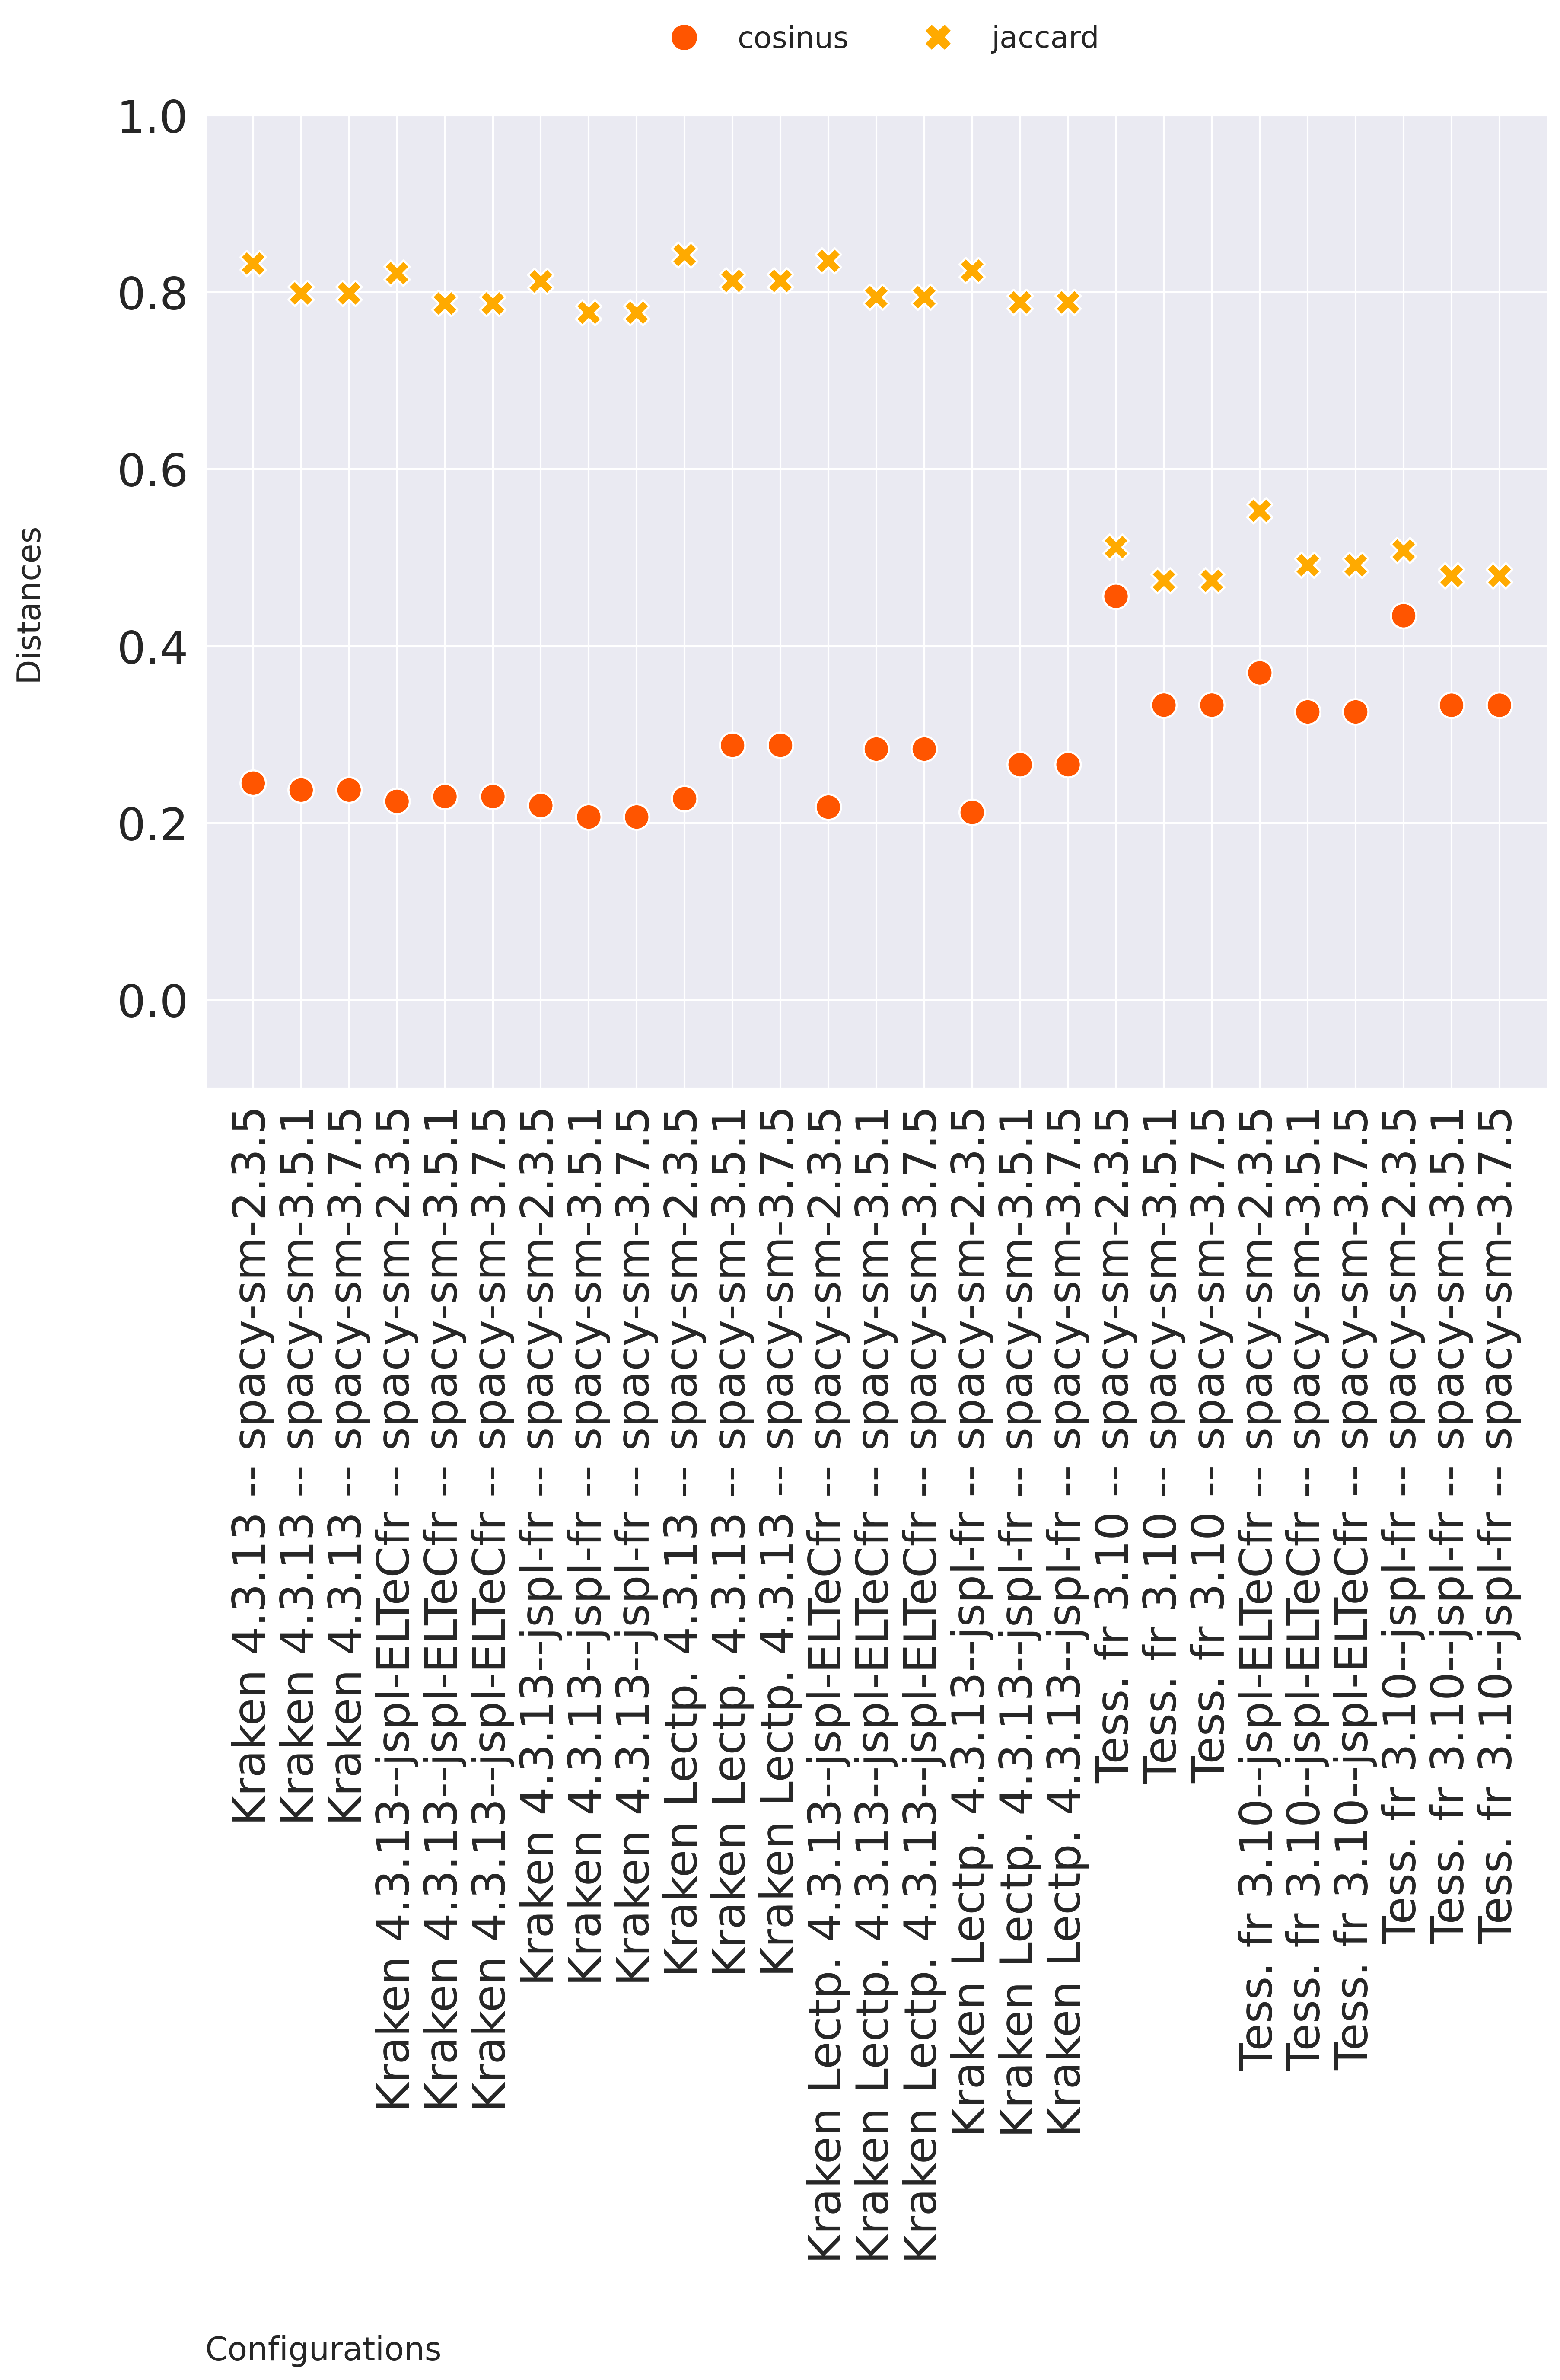 cosinus
jaccard
1.0
0.8
0.6
0.4
0.2
0.0
Distances
Kraken 4.3.13 -- spacy-sm-2.3.5
Kraken 4.3.13 -- spacy-sm-3.5.1
Kraken 4.3.13 -- spacy-sm-3.7.5
Kraken 4.3.13--jspl-ELTeCfr -- spacy-sm-2.3.5
Kraken 4.3.13--jspl-ELTeCfr -- spacy-sm-3.5.1
Kraken 4.3.13--jspl-ELTeCfr -- spacy-sm-3.7.5
Kraken 4.3.13--jspl-fr -- spacy-sm-2.3.5
Kraken 4.3.13--jspl-fr -- spacy-sm-3.5.1
Kraken 4.3.13--jspl-fr -- spacy-sm-3.7.5
Kraken Lectp. 4.3.13 -- spacy-sm-2.3.5
Kraken Lectp. 4.3.13 -- spacy-sm-3.5.1
Kraken Lectp. 4.3.13 -- spacy-sm-3.7.5
Kraken Lectp. 4.3.13--jspl-ELTeCfr -- spacy-sm-2.3.5
Kraken Lectp. 4.3.13--jspl-ELTeCfr -- spacy-sm-3.5.1
Kraken Lectp. 4.3.13--jspl-ELTeCfr -- spacy-sm-3.7.5
Kraken Lectp. 4.3.13--jspl-fr -- spacy-sm-2.3.5
Kraken Lectp. 4.3.13--jspl-fr -- spacy-sm-3.5.1
Kraken Lectp. 4.3.13--jspl-fr -- spacy-sm-3.7.5
Tess. fr 3.10 -- spacy-sm-2.3.5
Tess. fr 3.10 -- spacy-sm-3.5.1
Tess. fr 3.10 -- spacy-sm-3.7.5
Tess. fr 3.10--jspl-ELTeCfr -- spacy-sm-2.3.5
Tess. fr 3.10--jspl-ELTeCfr -- spacy-sm-3.5.1
Tess. fr 3.10--jspl-ELTeCfr -- spacy-sm-3.7.5
Tess. fr 3.10--jspl-fr -- spacy-sm-2.3.5
Tess. fr 3.10--jspl-fr -- spacy-sm-3.5.1
Tess. fr 3.10--jspl-fr -- spacy-sm-3.7.5
Configurations